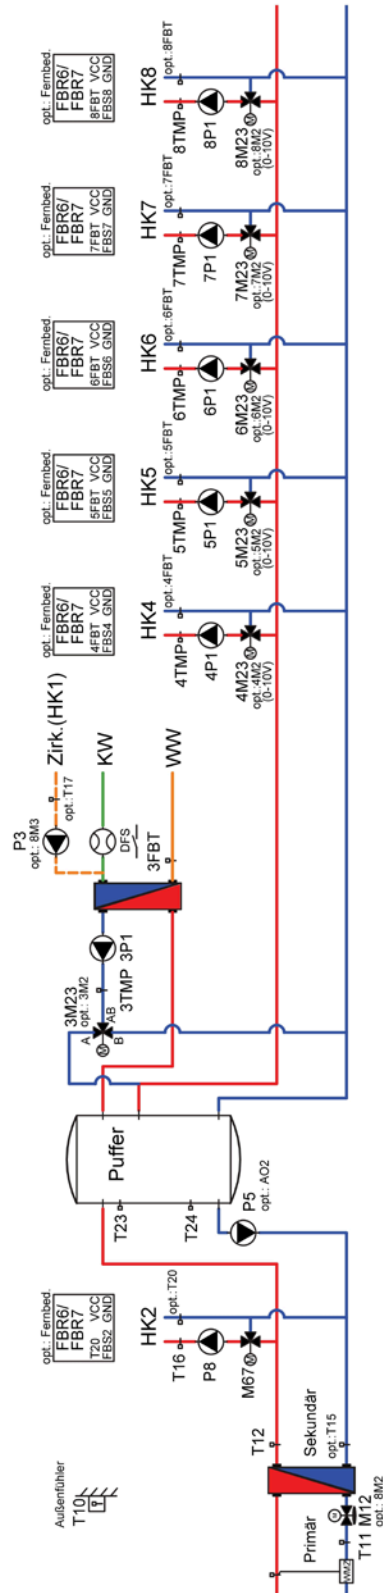 Außenfühler
T10
Primär
WMZ
T11
M12
opt.: 8M2
T12
Sekundär
opt.:T15
opt.: Fernbed.
FBR6/
FBR7
T20 VCC
FBS2 GND
HK2
opt.:T20
T16
P8
M67
M
Puffer
T23
T24
P5
opt.: AO2
3M23
opt.: 3M2
A
AB
B
M
3TMP
3P1
P3
opt.: 8M3
Zirk.(HK1)
opt.:T17
KW
DFS
WW
3FBT
opt.: Fernbed.
FBR6/
FBR7
4FBT VCC
FBS4 GND
HK4
opt.:4FBT
4TMP
4P1
M
4M23
opt.:4M2
(0-10V)
opt.: Fernbed.
FBR6/
FBR7
5FBT VCC
FBS5 GND
HK5
opt.:5FBT
5TMP
5P1
M
5M23
opt.:5M2
(0-10V)
opt.: Fernbed.
FBR6/
FBR7
6FBT VCC
FBS6 GND
HK6
opt.:6FBT
6TMP
6P1
M
6M23
opt.:6M2
(0-10V)
opt.: Fernbed.
FBR6/
FBR7
7FBT VCC
FBS7 GND
HK7
opt.:7FBT
7TMP
7P1
M
7M23
opt.:7M2
(0-10V)
opt.: Fernbed.
FBR6/
FBR7
8FBT VCC
FBS8 GND
HK8
opt.:8FBT
8TMP
8P1
M
8M23
opt.:8M2
(0-10V)